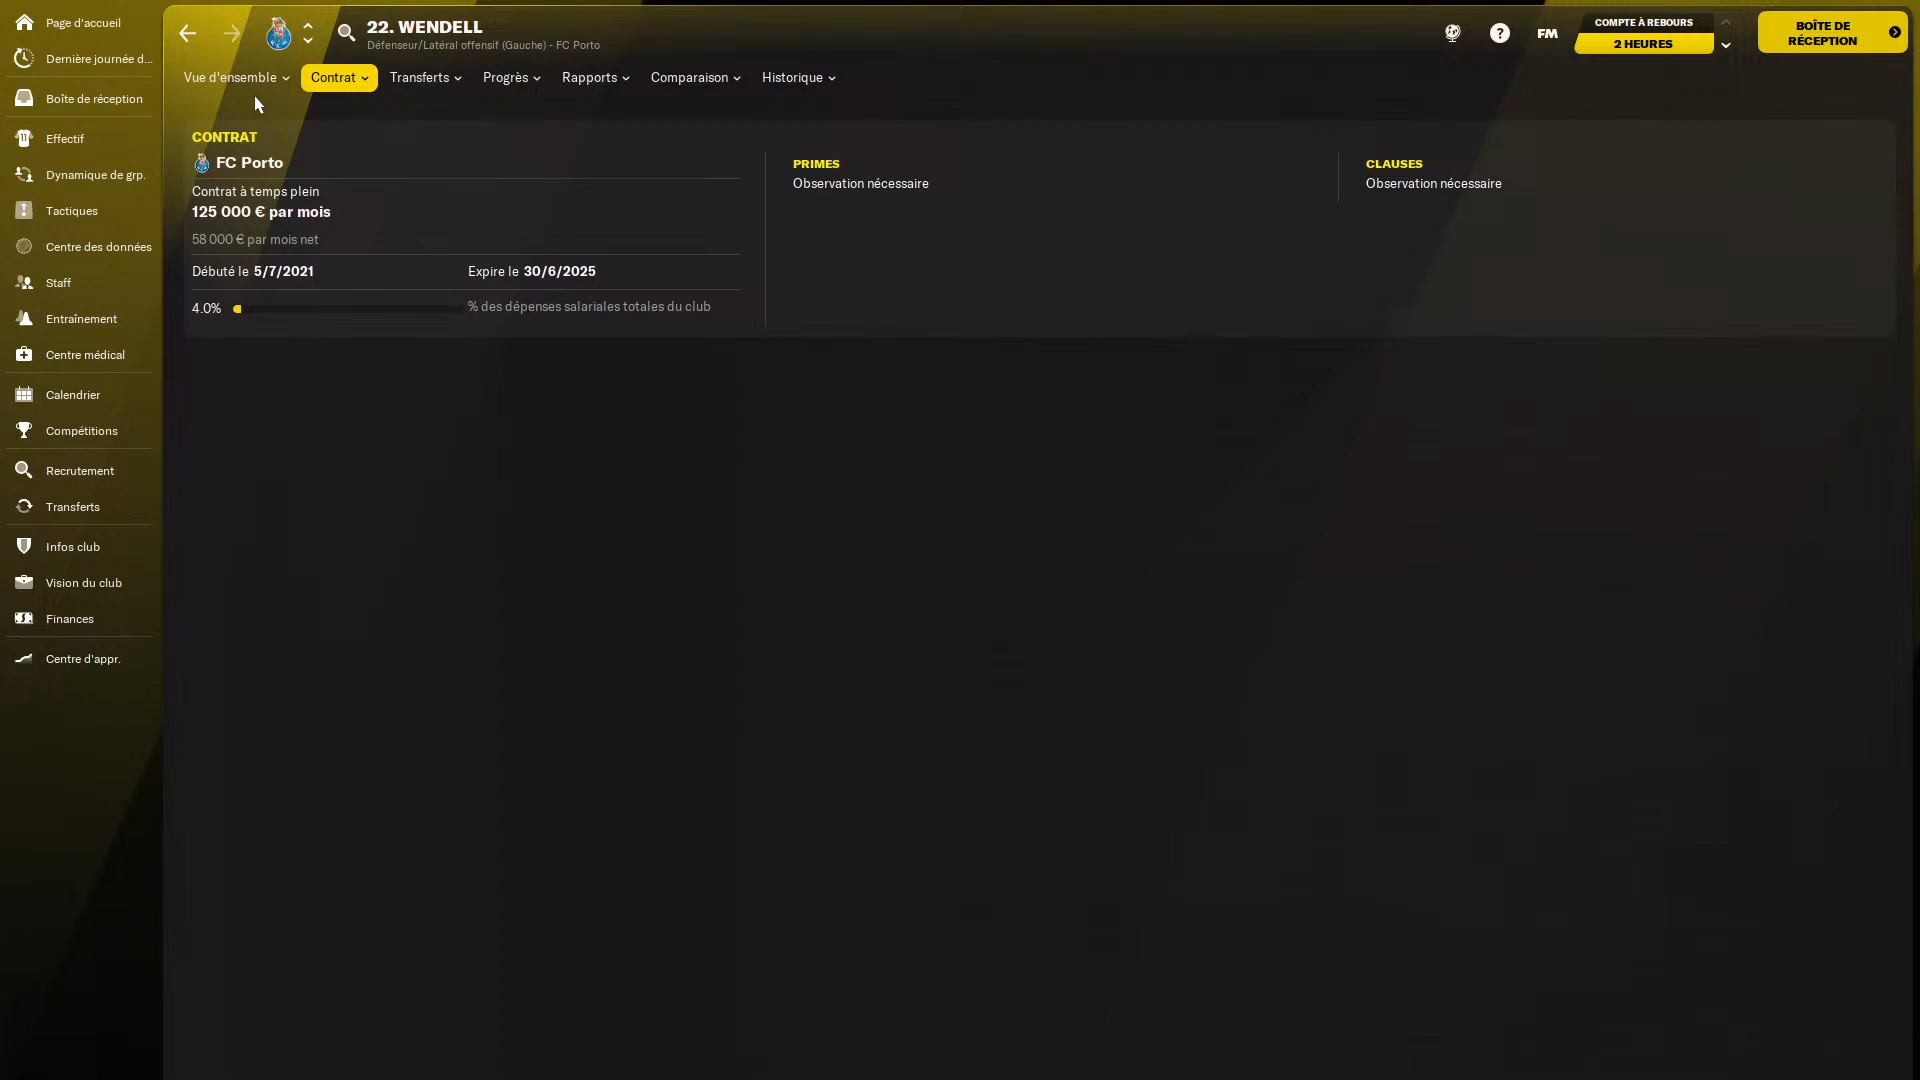 Page d'accueil
Dernière journée d...
Boîte de réception
Effectif
Dynamique de grp.
Tactiques
Centre des données
Staff
Entraînement
Centre médical
Calendrier
Compétitions
Recrutement
Transferts
Infos club
Vision du club
Finances
Centre d'appr.
22. WENDELL
Défenseur/Latéral offensif (Gauche) - FC Porto
?
FM
COMPTE À REBOURS
2 HEURES
BOÎTE DE
RÉCEPTION
Vue d'ensemble
Contrat
Transferts
Progrès
Rapports
Comparaison
Historique
CONTRAT
FC Porto
Contrat à temps plein
125 000 € par mois
58 000 € par mois net
Débuté le 5/7/2021
Expire le 30/6/2025
4.0%
% des dépenses salariales totales du club
PRIMES
Observation nécessaire
CLAUSES
Observation nécessaire